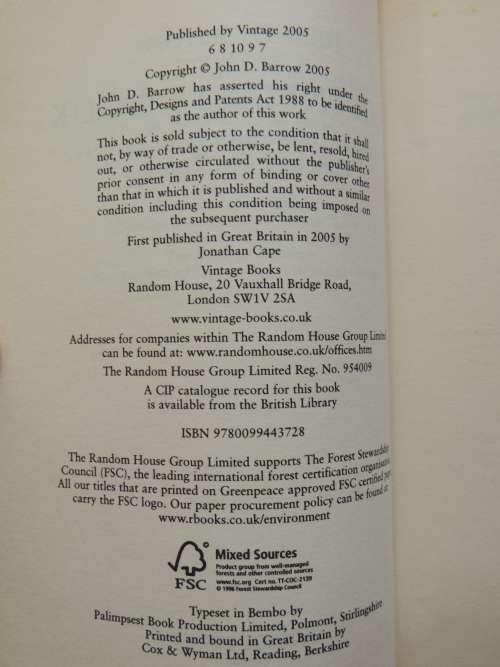 Published by Vintage 2005
6 8 10 9 7
Copyright © John D. Barrow 2005
John D. Barrow has asserted his right under the
Copyright, Designs and Patents Act 1988 to be identified
as the author of this work
This book is sold subject to the condition that it shall
not, by way of trade or otherwise, be lent, resold, hired
out, or otherwise circulated without the publisher's
prior consent in any form of binding or cover other
than that in which it is published and without a similar
condition including this condition being imposed on
the subsequent purchaser
First published in Great Britain in 2005 by
Jonathan Cape
Vintage Books
Random House, 20 Vauxhall Bridge Road,
London SW1V 2SA
www.vintage-books.co.uk
Addresses for companies within The Random House Group Limited
can be found at: www.randomhouse.co.uk/offices.htm
The Random House Group Limited Reg. No. 954009
A CIP catalogue record for this book
is available from the British Library
ISBN 9780099443728
The Random House Group Limited supports The Forest Stewardship
Council (FSC), the leading international forest certification organisation
All our titles that are printed on Greenpeace approved FSC certified paper
carry the FSC logo. Our paper procurement policy can be found at:
www.rbooks.co.uk/environment
FSC
Mixed Sources
Product group from well-managed
forests and other controlled sources
www.fsc.org Cert no. TT-COC-2139
© 1996 Forest Stewardship Council
Typeset in Bembo by
Palimpsest Book Production Limited, Polmont, Stirlingshire
Printed and bound in Great Britain by
Cox & Wyman Ltd, Reading, Berkshire